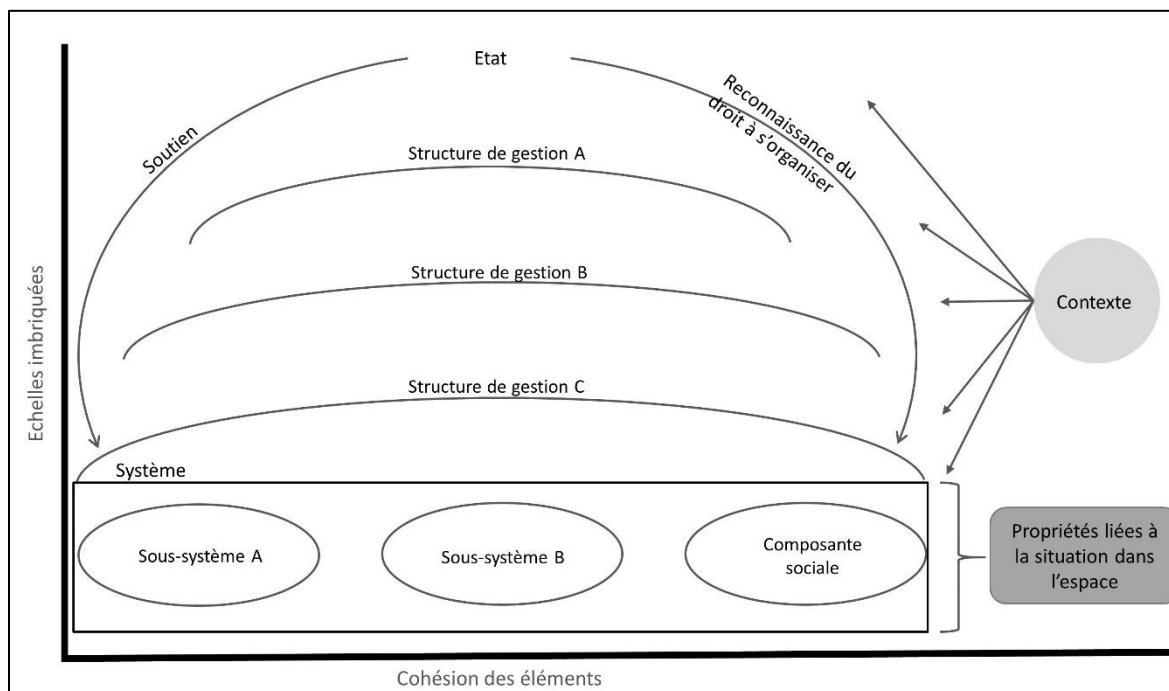 Etat
Soutien
Reconnaissance du
droit à s’organiser
Structure de gestion A
Structure de gestion B
Contexte
Structure de gestion C
Echelles imbriquées
Système
Sous-système A
Sous-système B
Composante
sociale
Propriétés liées à
la situation dans
l’espace
Cohésion des éléments